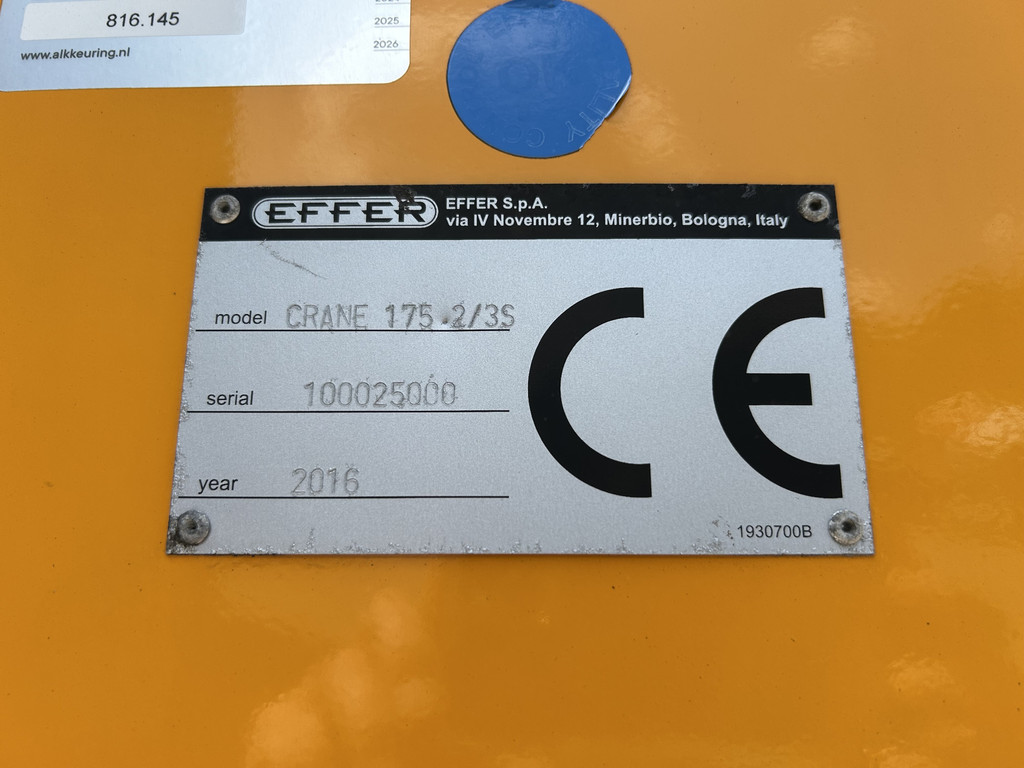 816.145
2025
2026
www.alkkeuring.nl
EFFER
EFFER S.p.A.
via IV Novembre 12, Minerbio, Bologna, Italy
model CRANE 175.2/3S
serial 100025000
year 2016
CE
1930700B